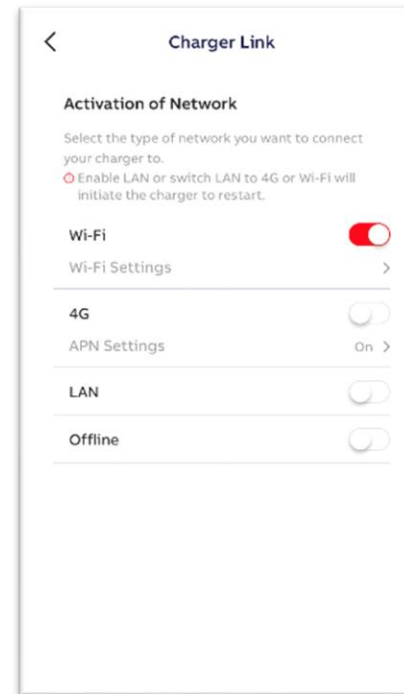 Charger Link
Activation of Network
Select the type of network you want to connect
your charger to.
Enable LAN or switch LAN to 4G or Wi-Fi will
initiate the charger to restart.
Wi-Fi
Wi-Fi Settings
4G
APN Settings On
LAN
Offline